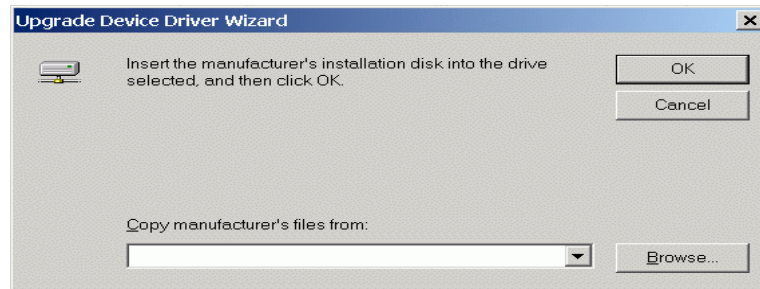 Upgrade Device Driver Wizard
Insert the manufacturer's installation disk into the drive
selected, and then click OK.
OK
Cancel
Copy manufacturer's files from:
Browse...